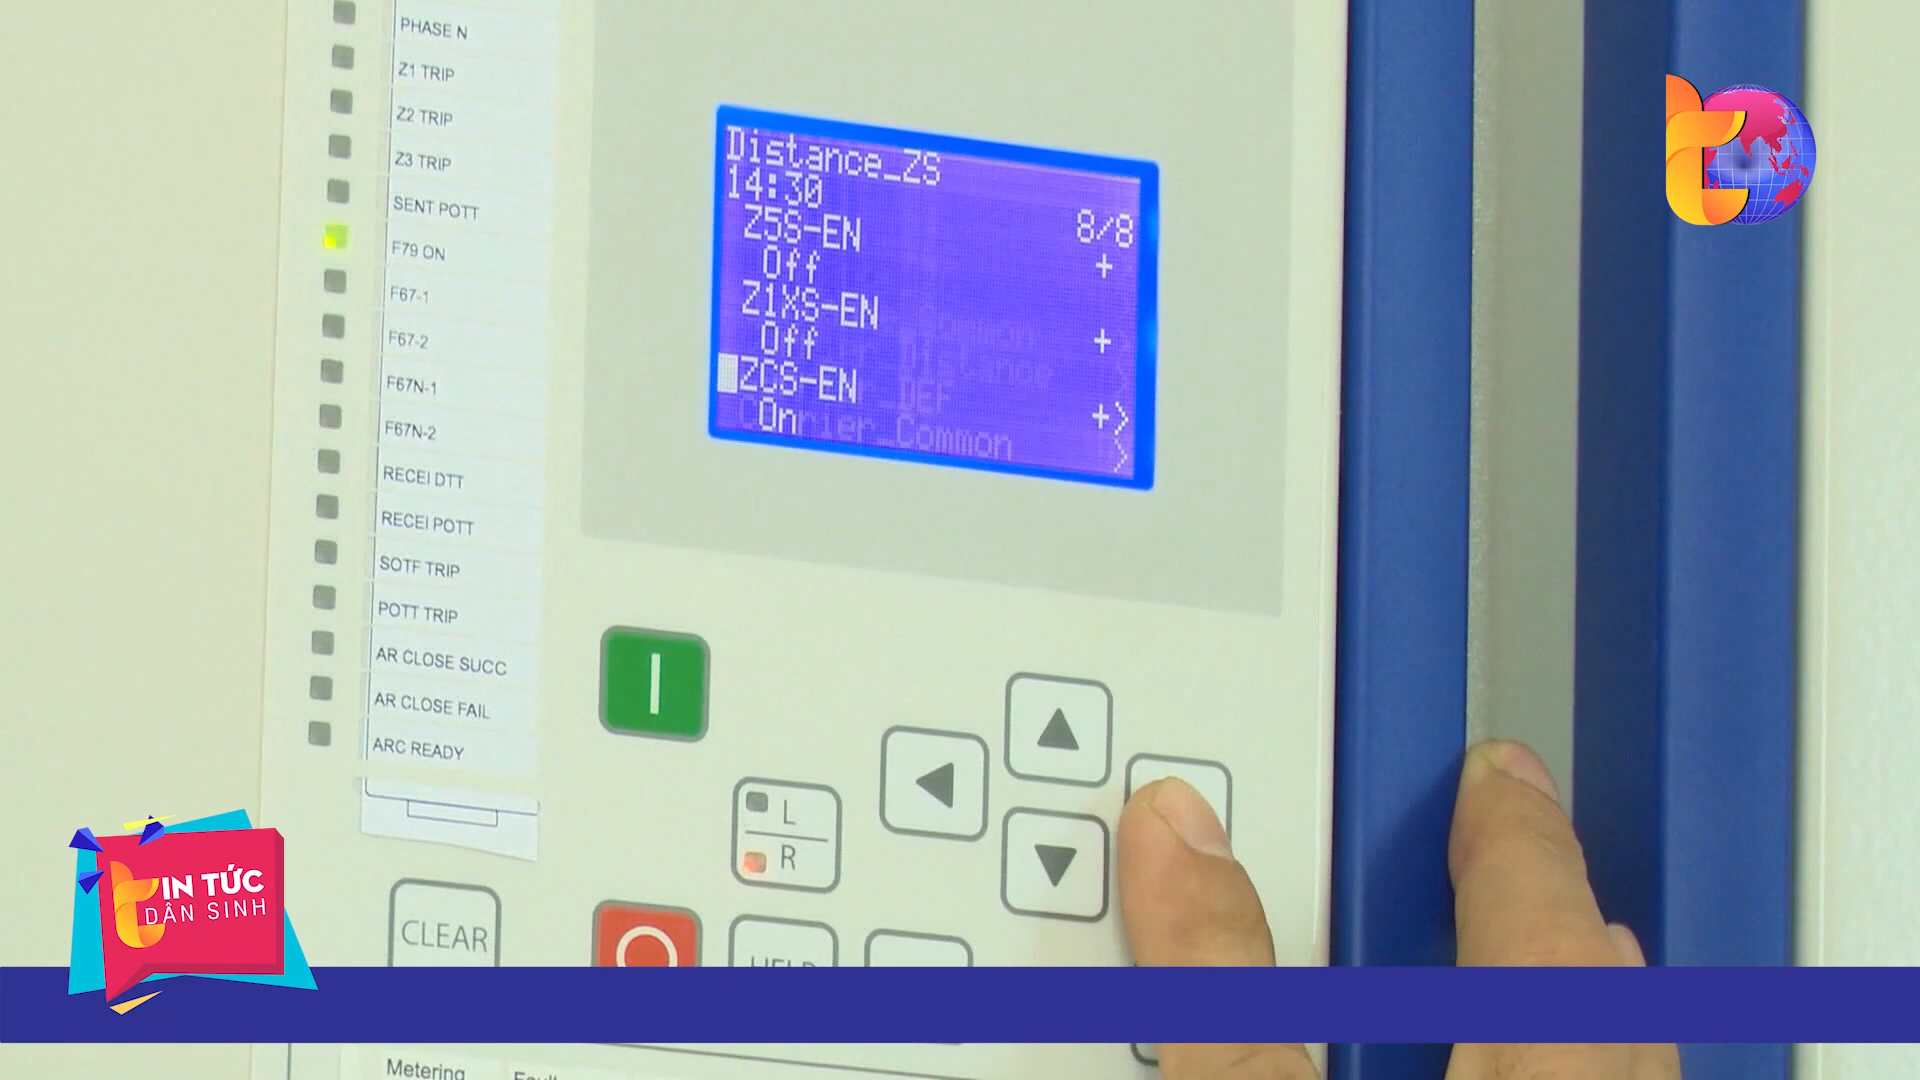 PHASE N
Z1 TRIP
Z2 TRIP
Z3 TRIP
SENT POTT
F79 ON
F67-1
F67-2
F67N-1
F67N-2
RECEI DTT
RECEI POTT
SOTF TRIP
POTT TRIP
AR CLOSE SUCC
AR CLOSE FAIL
ARC READY
Distance_ZS
14:30
8/8
Z5S-EN
Off +
Z1XS-EN
Off +
ZCS-EN
On +>
L
R
CLEAR
HELP
Metering
TIN TỨC
DÂN SINH